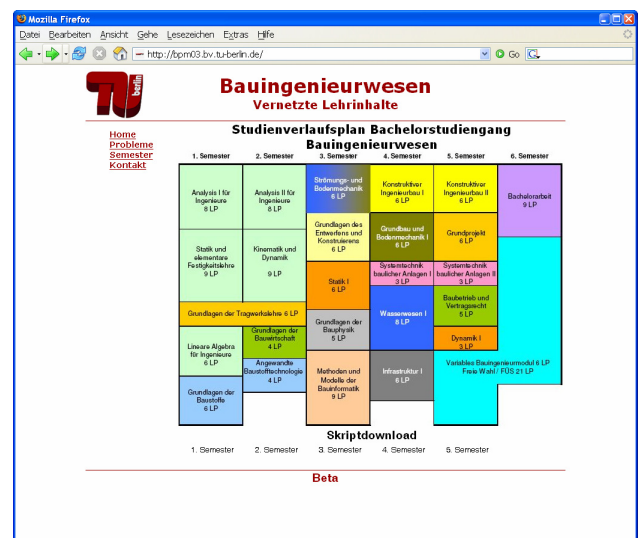 Mozilla Firefox
Datei Bearbeiten Ansicht Gehe Lesezeichen Extras Hilfe
http://bpm03.bv.tu-berlin.de/
Go
TU berlin
Bauingenieurwesen
Vernetzte Lehrinhalte
Home
Probleme
Semester
Kontakt
Studienverlaufsplan Bachelorstudiengang
Bauingenieurwesen
1. Semester 2. Semester 3. Semester 4. Semester 5. Semester 6. Semester
Analysis I für
Ingenieure
8 LP
Statik und
elementare
Festigkeitslehre
9 LP
Grundlagen der Tragwerkslehre 6 LP
Lineare Algebra
für Ingenieure
6 LP
Grundlagen der
Baustoffe
6 LP
Analysis II für
Ingenieure
8 LP
Kinematik und
Dynamik
9 LP
Grundlagen der
Bauwirtschaft
4 LP
Angewandte
Baustofftechnologie
4 LP
Strömungs- und
Bodenmechanik
6 LP
Grundlagen des
Entwerfens und
Konstruierens
6 LP
Statik I
6 LP
Grundlagen der
Bauphysik
5 LP
Methoden und
Modelle der
Bauinformatik
9 LP
Konstruktiver
Ingenieurbau I
6 LP
Grundbau und
Bodenmechanik I
6 LP
Systemtechnik
baulicher Anlagen I
3 LP
Wasserwesen I
8 LP
Infrastruktur I
6 LP
Konstruktiver
Ingenieurbau II
6 LP
Grundprojekt
6 LP
Systemtechnik
baulicher Anlagen II
3 LP
Baubetrieb und
Vertragsrecht
5 LP
Dynamik I
3 LP
Bachelorarbeit
9 LP
Variables Bauingenieurmodul 6 LP
Freie Wahl / FÜS 21 LP
Skriptdownload
1. Semester 2. Semester 3. Semester 4. Semester 5. Semester
Beta